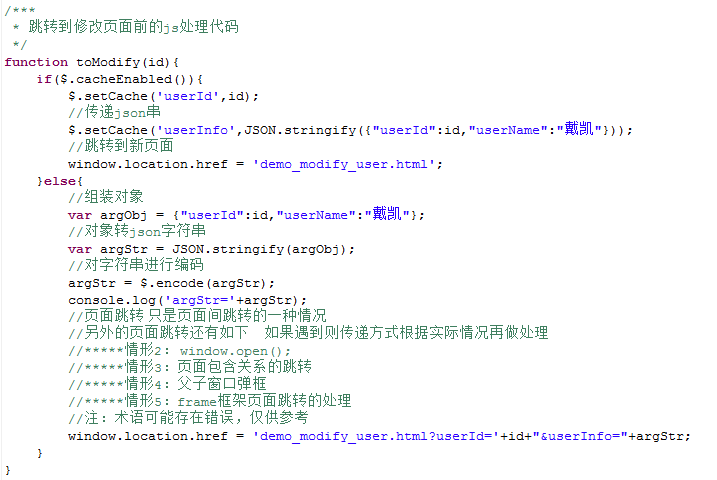 /***
 * 跳转到修改页面前的js处理代码
 */
function toModify(id){
    if($.cacheEnabled()){
        $.setCache('userId',id);
        //传递json串
        $.setCache('userInfo',JSON.stringify({"userId":id,"userName":"戴凯"}));
        //跳转到新页面
        window.location.href = 'demo_modify_user.html';
    }else{
        //组装对象
        var argObj = {"userId":id,"userName":"戴凯"};
        //对象转json字符串
        var argStr = JSON.stringify(argObj);
        //对字符串进行编码
        argStr = $.encode(argStr);
        console.log('argStr='+argStr);
        //页面跳转 只是页面间跳转的一种情况
        //另外的页面跳转还有如下  如果遇到则传递方式根据实际情况再做处理
        //*****情形2: window.open();
        //*****情形3: 页面包含关系的跳转
        //*****情形4: 父子窗口弹框
        //*****情形5: frame框架页面跳转的处理
        //注: 术语可能存在错误，仅供参考
        window.location.href = 'demo_modify_user.html?userId='+id+"&userInfo="+argStr;
    }
}